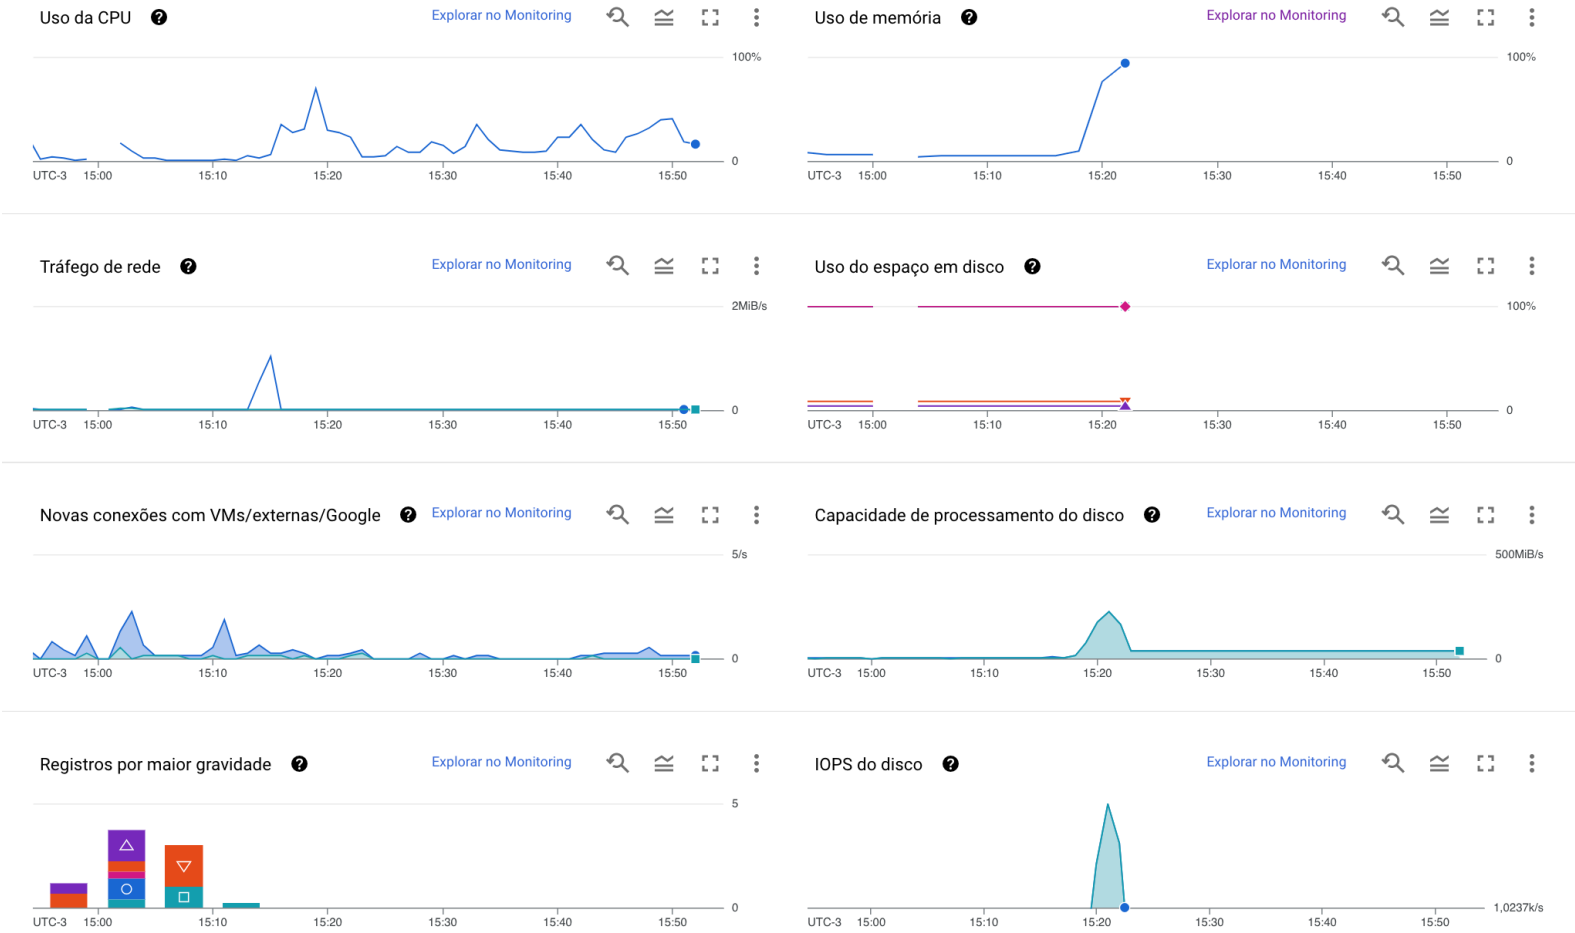 Uso da CPU Explorar no Monitoring
100%
0
UTC-3 15:00 15:10 15:20 15:30 15:40 15:50
Uso de memória Explorar no Monitoring
100%
0
UTC-3 15:00 15:10 15:20 15:30 15:40 15:50
Tráfego de rede Explorar no Monitoring
2MiB/s
0
UTC-3 15:00 15:10 15:20 15:30 15:40 15:50
Uso do espaço em disco Explorar no Monitoring
100%
0
UTC-3 15:00 15:10 15:20 15:30 15:40 15:50
Novas conexões com VMs/externas/Google Explorar no Monitoring
5/s
0
UTC-3 15:00 15:10 15:20 15:30 15:40 15:50
Capacidade de processamento do disco Explorar no Monitoring
500MiB/s
0
UTC-3 15:00 15:10 15:20 15:30 15:40 15:50
Registros por maior gravidade Explorar no Monitoring
5
0
UTC-3 15:00 15:10 15:20 15:30 15:40 15:50
IOPS do disco Explorar no Monitoring
1,0237k/s
UTC-3 15:00 15:10 15:20 15:30 15:40 15:50